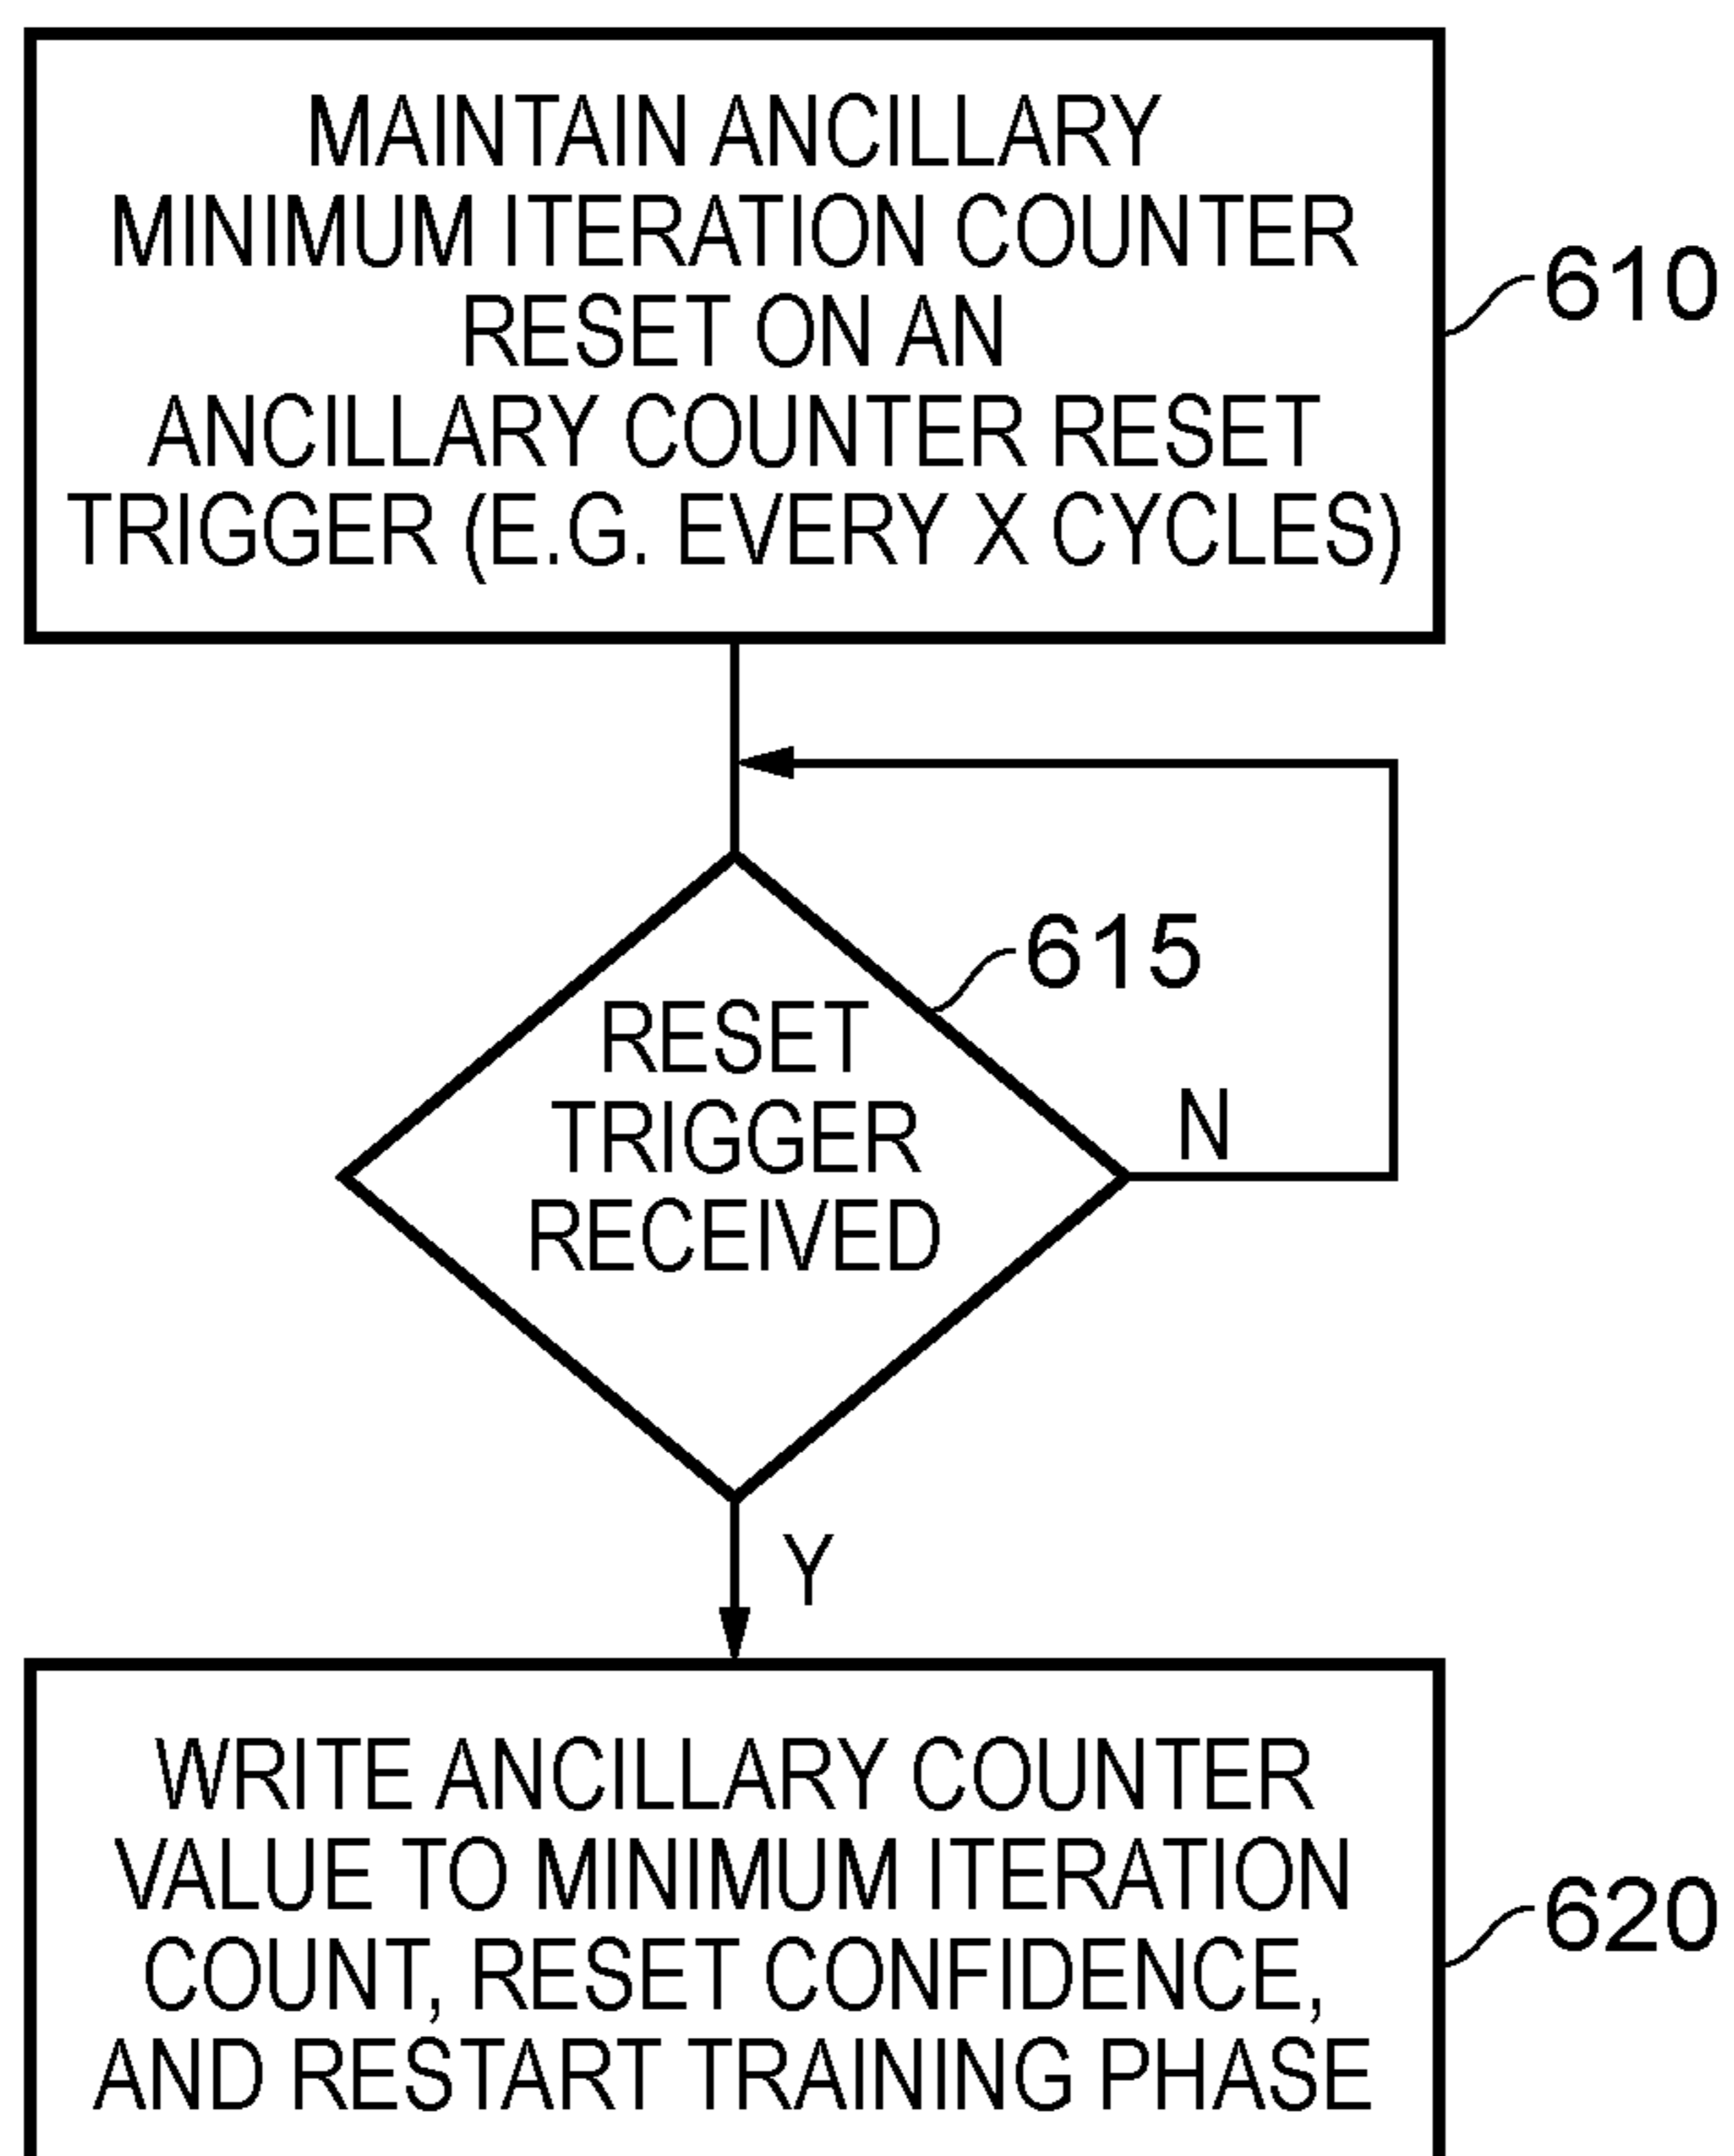 MAINTAIN ANCILLARY
MINIMUM ITERATION COUNTER
RESET ON AN
ANCILLARY COUNTER RESET
TRIGGER (E.G. EVERY X CYCLES)
610
615
RESET
TRIGGER
RECEIVED
N
Y
WRITE ANCILLARY COUNTER
VALUE TO MINIMUM ITERATION
COUNT, RESET CONFIDENCE,
AND RESTART TRAINING PHASE
620